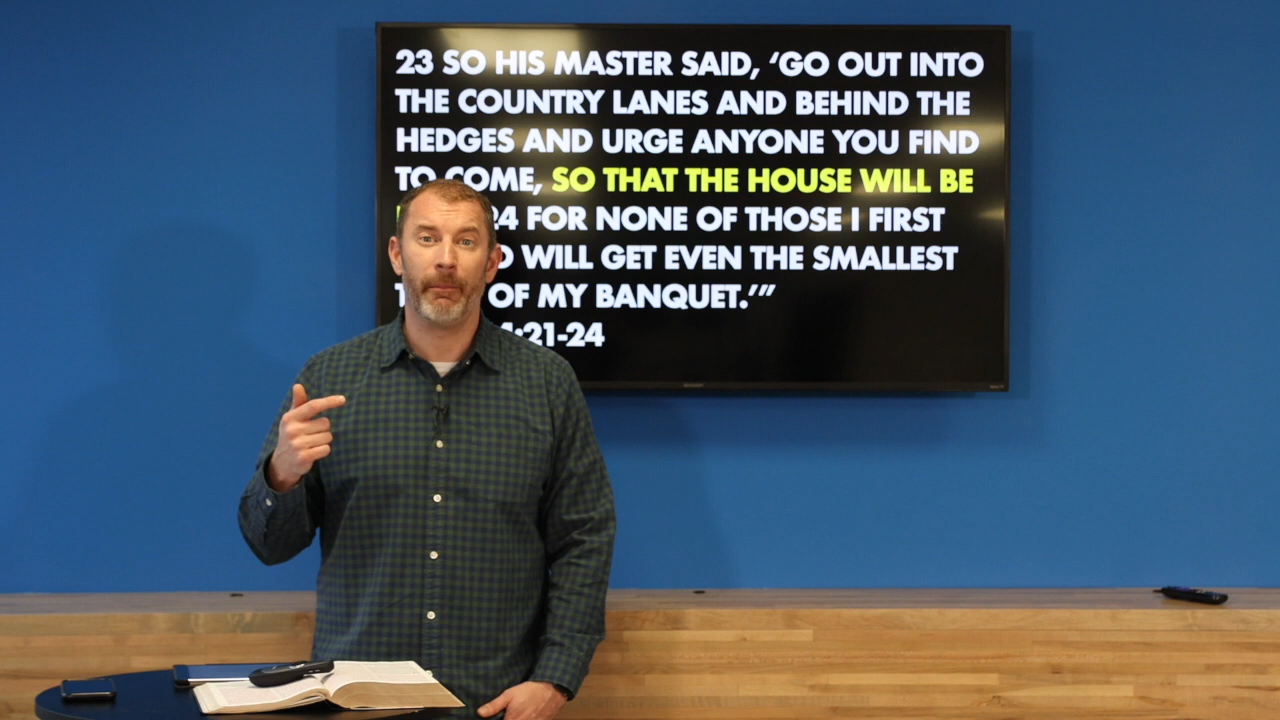 23 SO HIS MASTER SAID, ‘GO OUT INTO
THE COUNTRY LANES AND BEHIND THE
HEDGES AND URGE ANYONE YOU FIND
TO COME, SO THAT THE HOUSE WILL BE
24 FOR NONE OF THOSE I FIRST
WILL GET EVEN THE SMALLEST
OF MY BANQUET.’”
:21-24